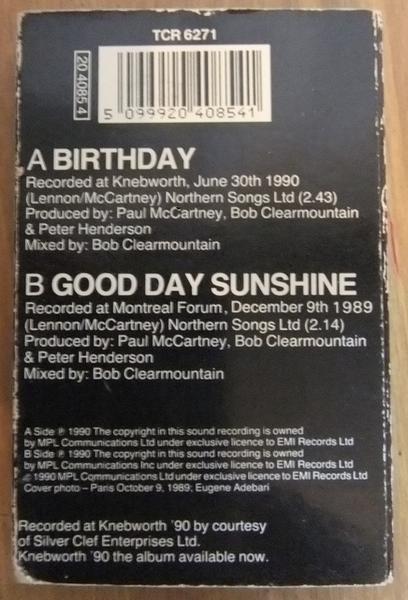 TCR 6271
20 4085 4
5 099920 408541
A BIRTHDAY
Recorded at Knebworth, June 30th 1990
(Lennon/McCartney) Northern Songs Ltd (2.43)
Produced by: Paul McCartney, Bob Clearmountain
& Peter Henderson
Mixed by: Bob Clearmountain
B GOOD DAY SUNSHINE
Recorded at Montreal Forum, December 9th 1989
(Lennon/McCartney) Northern Songs Ltd (2.14)
Produced by: Paul McCartney, Bob Clearmountain
& Peter Henderson
Mixed by: Bob Clearmountain
A Side ℗ 1990 The copyright in this sound recording is owned
by MPL Communications Ltd under exclusive licence to EMI Records Ltd
B Side ℗ 1990 The copyright in this sound recording is owned
by MPL Communications Inc under exclusive licence to EMI Records Ltd
© 1990 MPL Communications Ltd under exclusive licence to EMI Records Ltd
Cover photo – Paris October 9, 1989; Eugene Adebari
Recorded at Knebworth '90 by courtesy
of Silver Clef Enterprises Ltd.
Knebworth '90 the album available now.